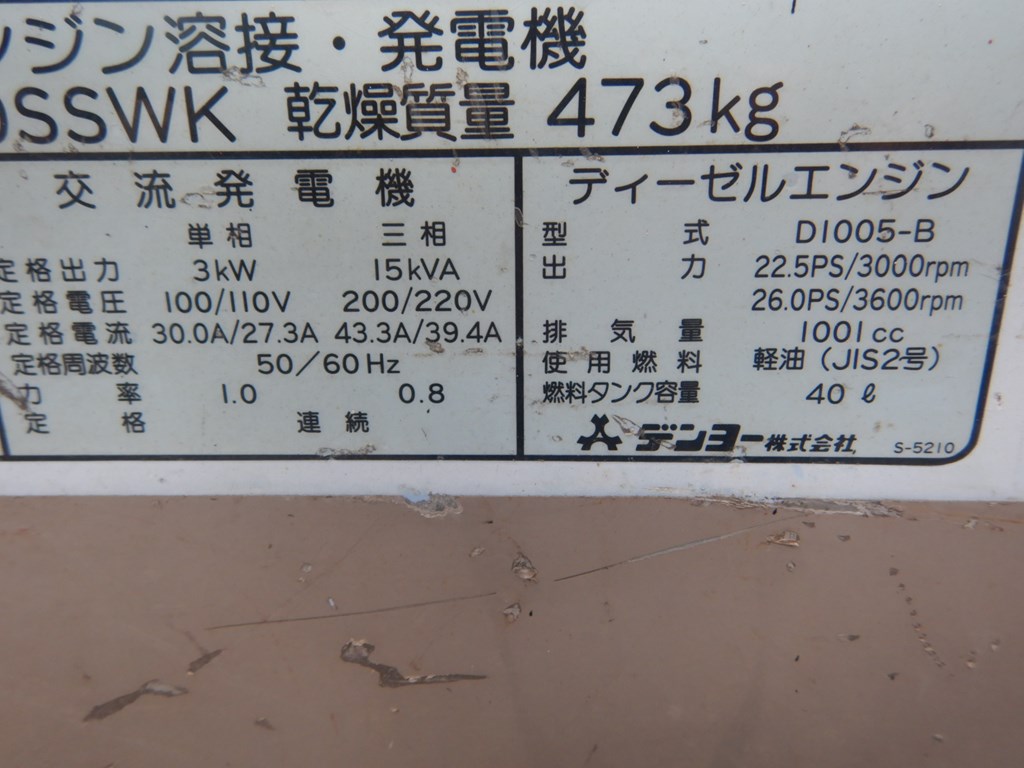 ンジン溶接・発電機
SSWK 乾燥質量 473kg
交流発電機
単相 三相
定格出力 3kW 15kVA
定格電圧 100/110V 200/220V
定格電流 30.0A/27.3A 43.3A/39.4A
定格周波数 50/60Hz
力率 1.0 0.8
定格 連続
ディーゼルエンジン
型式 D1005-B
出力 22.5PS/3000rpm
26.0PS/3600rpm
排気量 1001cc
使用燃料 軽油(JIS2号)
燃料タンク容量 40ℓ
デンヨー株式会社 S-5210